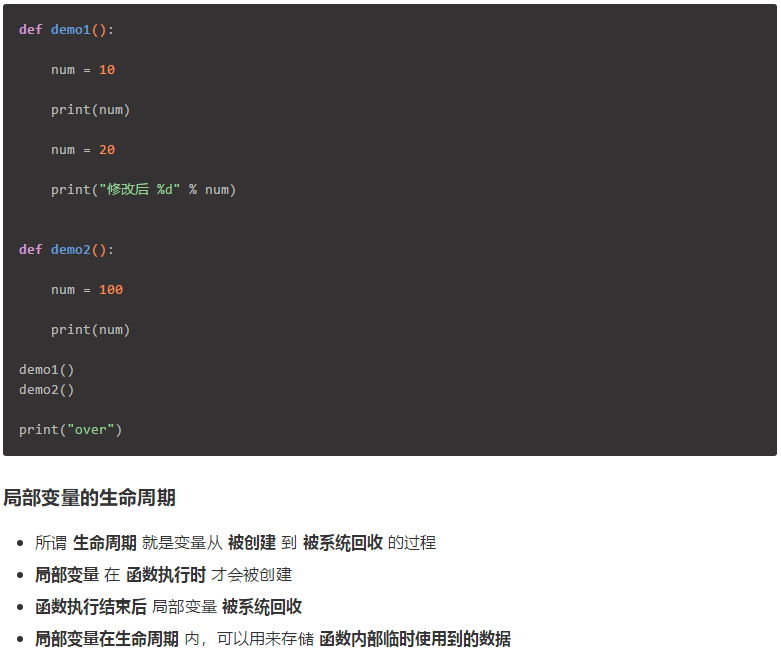 def demo1():
    num = 10
    print(num)
    num = 20
    print("修改后 %d" % num)
def demo2():
    num = 100
    print(num)
demo1()
demo2()
print("over")
局部变量的生命周期
• 所谓 生命周期 就是变量从 被创建 到 被系统回收 的过程
• 局部变量 在 函数执行时 才会被创建
• 函数执行结束后 局部变量 被系统回收
• 局部变量在生命周期 内，可以用来存储 函数内部临时使用到的数据